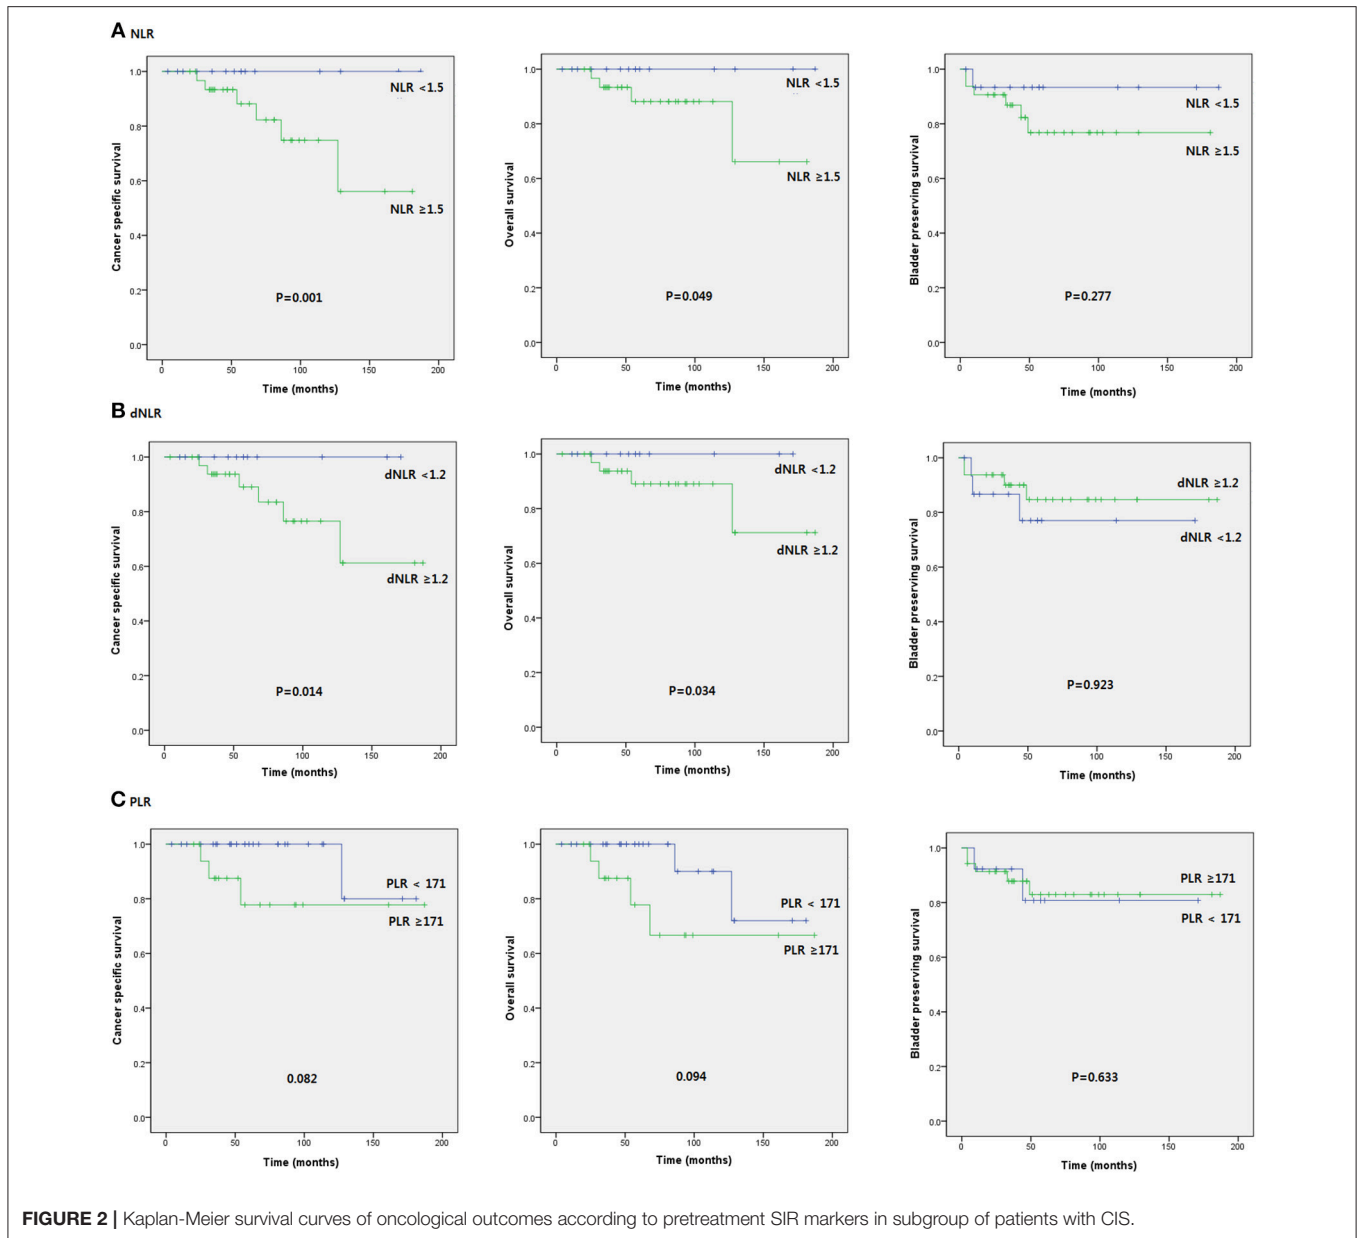 A NLR
Cancer specific survival
1.0
0.8
0.6
0.4
0.2
0.0
NLR <1.5
NLR ≥1.5
P=0.001
0 50 100 150 200
Time (months)
Overall survival
1.0
0.8
0.6
0.4
0.2
0.0
NLR <1.5
NLR ≥1.5
P=0.049
0 50 100 150 200
Time (months)
Bladder preserving survival
1.0
0.8
0.6
0.4
0.2
0.0
NLR <1.5
NLR ≥1.5
P=0.277
0 50 100 150 200
Time (months)
B dNLR
Cancer specific survival
1.0
0.8
0.6
0.4
0.2
0.0
dNLR <1.2
dNLR ≥1.2
P=0.014
0 50 100 150 200
Time (months)
Overall survival
1.0
0.8
0.6
0.4
0.2
0.0
dNLR <1.2
dNLR ≥1.2
P=0.034
0 50 100 150 200
Time (months)
Bladder preserving survival
1.0
0.8
0.6
0.4
0.2
0.0
dNLR ≥1.2
dNLR <1.2
P=0.923
0 50 100 150 200
Time (months)
C PLR
Cancer specific survival
1.0
0.8
0.6
0.4
0.2
0.0
PLR < 171
PLR ≥171
0.082
0 50 100 150 200
Time (months)
Overall survival
1.0
0.8
0.6
0.4
0.2
0.0
PLR < 171
PLR ≥171
0.094
0 50 100 150 200
Time (months)
Bladder preserving survival
1.0
0.8
0.6
0.4
0.2
0.0
PLR ≥171
PLR < 171
P=0.633
0 50 100 150 200
Time (months)
FIGURE 2 | Kaplan-Meier survival curves of oncological outcomes according to pretreatment SIR markers in subgroup of patients with CIS.